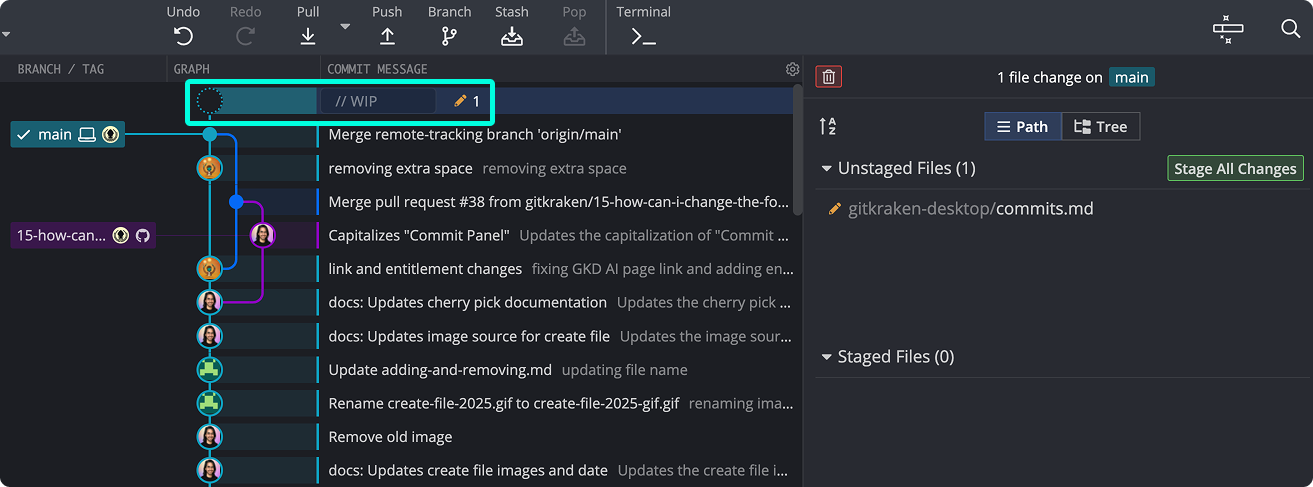 Undo Redo Pull Push Branch Stash Pop Terminal
BRANCH / TAG GRAPH COMMIT MESSAGE
// WIP 1
main Merge remote-tracking branch 'origin/main'
removing extra space removing extra space
Merge pull request #38 from gitkraken/15-how-can-i-change-the-fo...
15-how-can... Capitalizes "Commit Panel" Updates the capitalization of "Commit ...
link and entitlement changes fixing GKD AI page link and adding en...
docs: Updates cherry pick documentation Updates the cherry pick ...
docs: Updates image source for create file Updates the image sour...
Update adding-and-removing.md updating file name
Rename create-file-2025.gif to create-file-2025-gif.gif renaming ima...
Remove old image
docs: Updates create file images and date Updates the create file i...
1 file change on main
A
Z
Path Tree
Unstaged Files (1) Stage All Changes
gitkraken-desktop/commits.md
Staged Files (0)